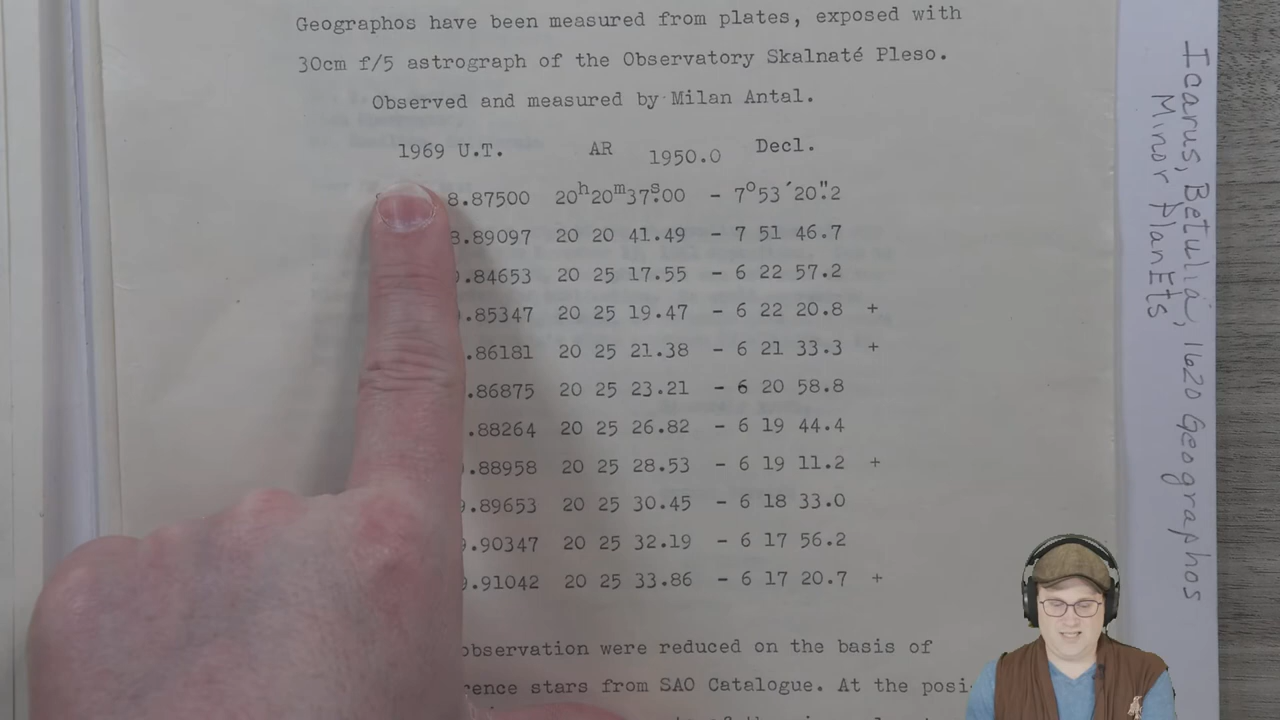 Geographos have been measured from plates, exposed with
30cm f/5 astrograph of the Observatory Skalnaté Pleso.
Observed and measured by Milan Antal.
1969 U.T. AR 1950.0 Decl.
8.87500 20h20m37s.00 - 7°53´20".2
8.89097 20 20 41.49 - 7 51 46.7
.84653 20 25 17.55 - 6 22 57.2
.85347 20 25 19.47 - 6 22 20.8 +
.86181 20 25 21.38 - 6 21 33.3 +
.86875 20 25 23.21 - 6 20 58.8
.88264 20 25 26.82 - 6 19 44.4
.88958 20 25 28.53 - 6 19 11.2 +
9.89653 20 25 30.45 - 6 18 33.0
9.90347 20 25 32.19 - 6 17 56.2
9.91042 20 25 33.86 - 6 17 20.7 +
observation were reduced on the basis of
rence stars from SAO Catalogue. At the posi
Icarus, Betulia, 1620 Geographos
Minor PlanEts